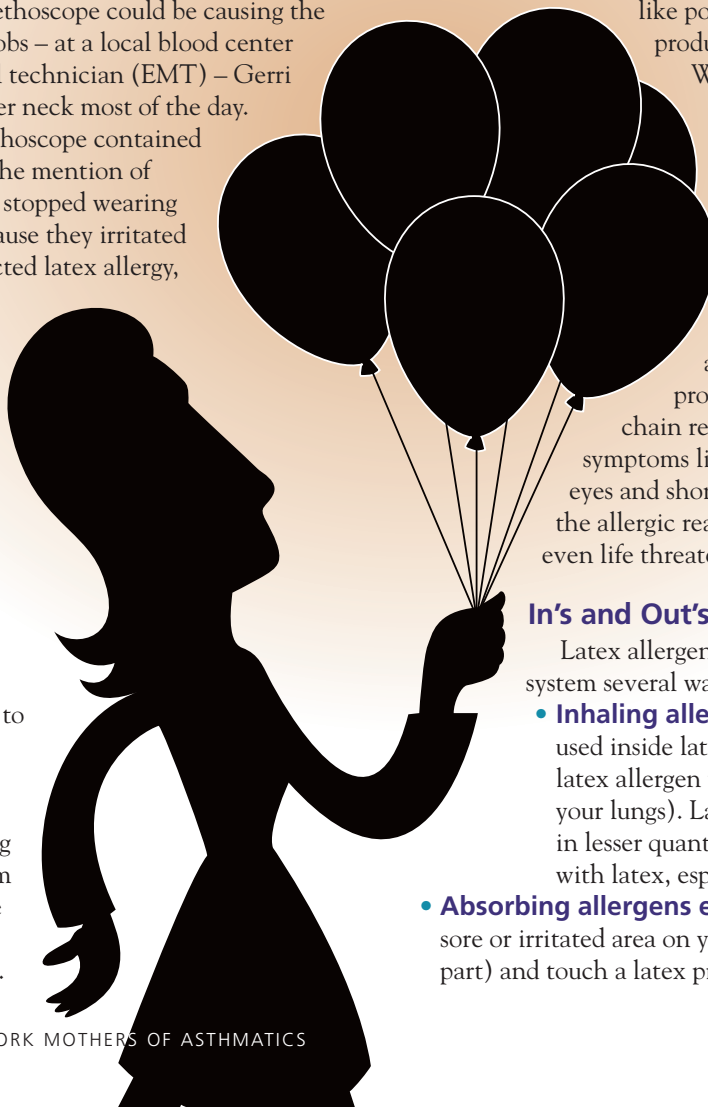 ethoscope could be causing the
obs – at a local blood center
l technician (EMT) – Gerri
er neck most of the day.
hoscope contained
he mention of
stopped wearing
ause they irritated
cted latex allergy,
to
g
m
.
like po
produ
W
a
pro
chain re
symptoms li
eyes and shor
the allergic rea
even life threate
In's and Out's
Latex allergen
system several wa
• Inhaling alle
used inside lat
latex allergen
your lungs). La
in lesser quant
with latex, esp
• Absorbing allergens e
sore or irritated area on y
part) and touch a latex pr
ORK MOTHERS OF ASTHMATICS